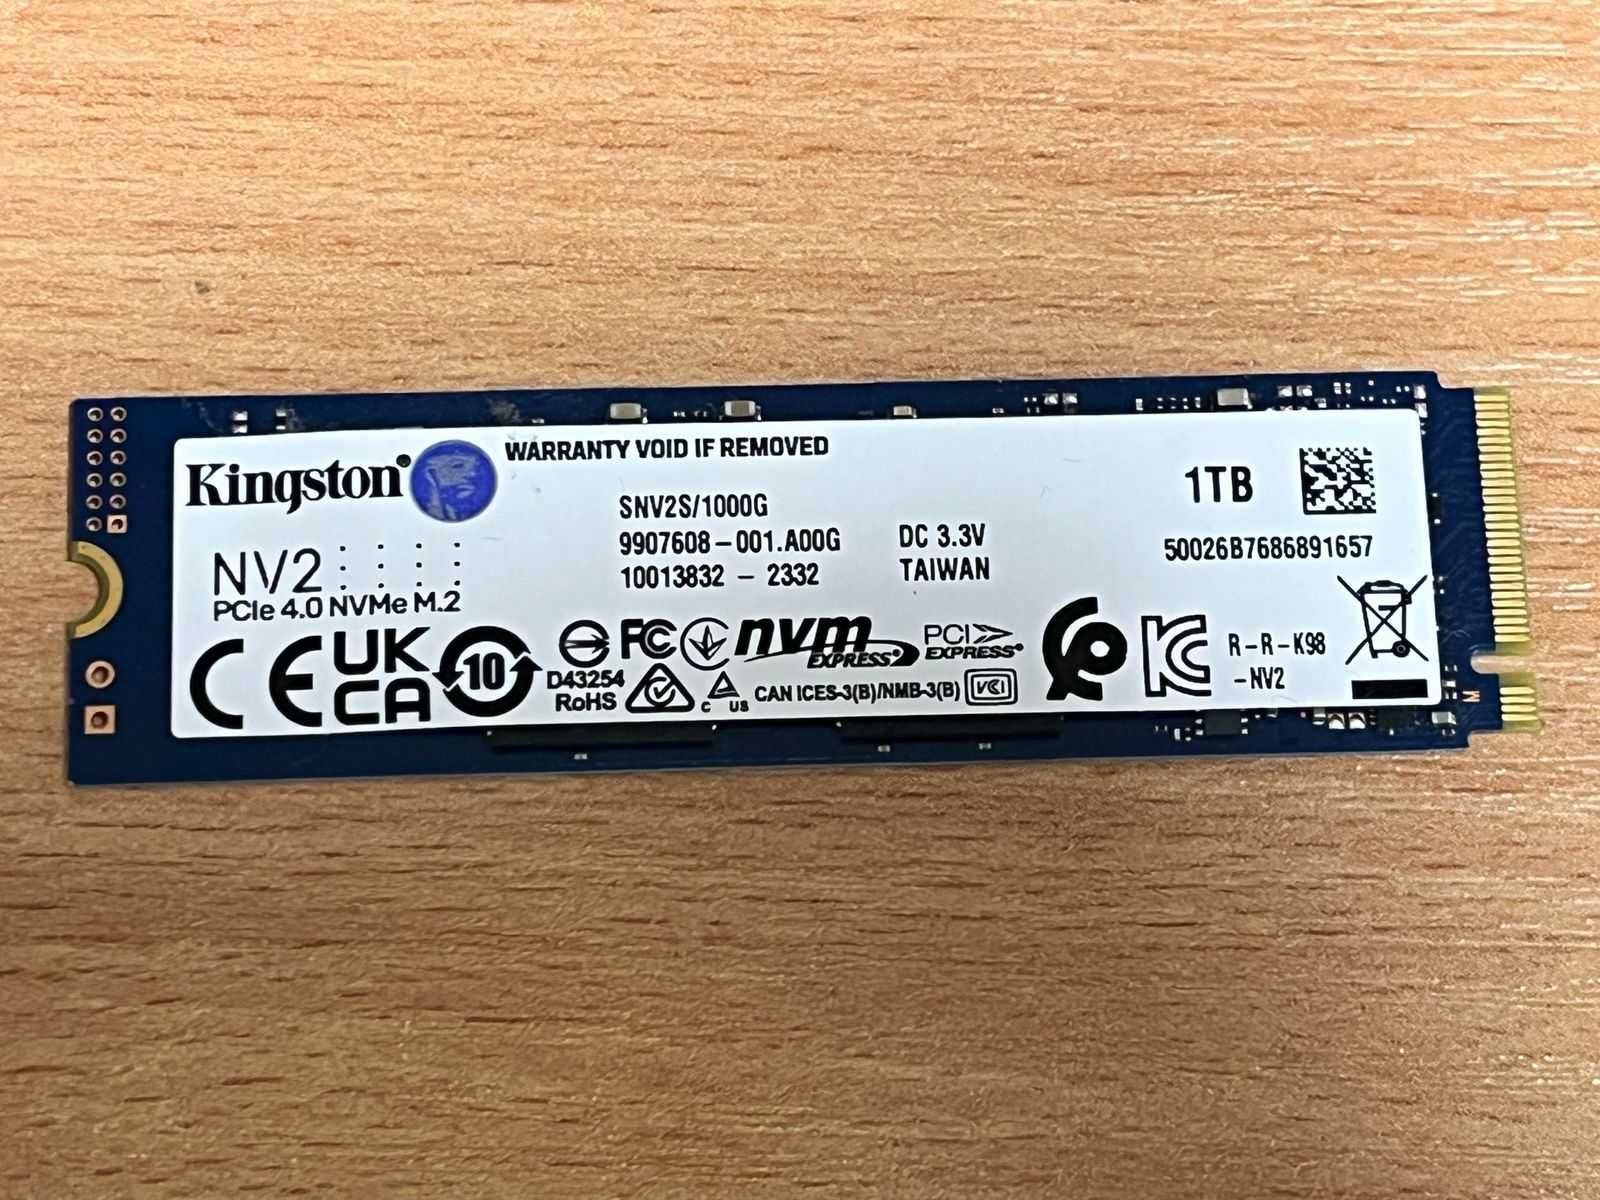 Kingston
WARRANTY VOID IF REMOVED
NV2
PCIe 4.0 NVMe M.2
SNV2S/1000G
9907608-001.A00G
10013832 - 2332
DC 3.3V
TAIWAN
1TB
50026B7686891657
CE
UK
CA
10
D43254
RoHS
FC
nvm
EXPRESS
PCI
EXPRESS
C US
CAN ICES-3(B)/NMB-3(B)
VCI
R-R-K98
-NV2
M